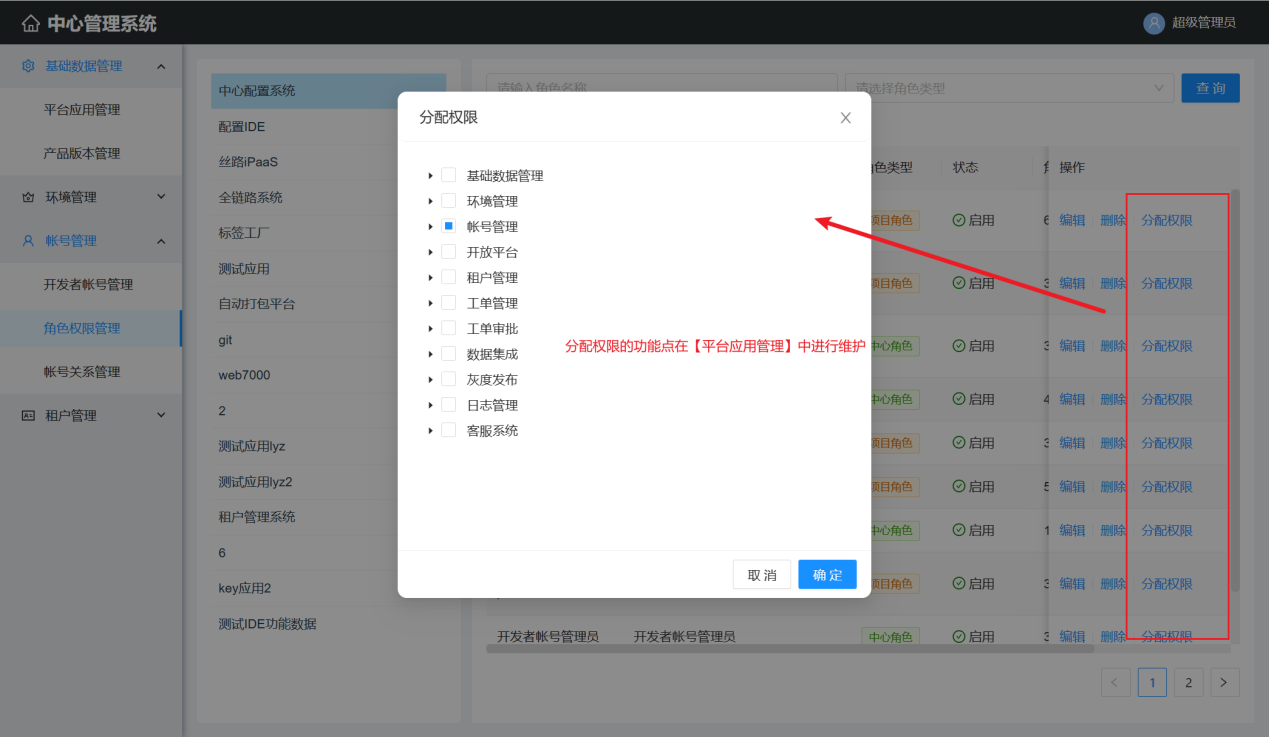 中心管理系统
超级管理员
基础数据管理
平台应用管理
产品版本管理
环境管理
帐号管理
开发者帐号管理
角色权限管理
帐号关系管理
租户管理
中心配置系统
配置IDE
丝路iPaaS
全链路系统
标签工厂
测试应用
自动打包平台
git
web7000
2
测试应用lyz
测试应用lyz2
租户管理系统
6
key应用2
测试IDE功能数据
请输入角色名称
请选择角色类型
查 询
分配权限
基础数据管理
环境管理
帐号管理
开放平台
租户管理
工单管理
工单审批
数据集成
灰度发布
日志管理
客服系统
分配权限的功能点在【平台应用管理】中进行维护
取 消
确 定
色类型 状态 操作
项目角色 启用 6 编辑 删除 分配权限
项目角色 启用 3 编辑 删除 分配权限
中心角色 启用 3 编辑 删除 分配权限
中心角色 启用 4 编辑 删除 分配权限
项目角色 启用 3 编辑 删除 分配权限
项目角色 启用 5 编辑 删除 分配权限
中心角色 启用 1 编辑 删除 分配权限
项目角色 启用 3 编辑 删除 分配权限
开发者帐号管理员 开发者帐号管理员 中心角色 启用 3 编辑 删除 分配权限
< 1 2 >